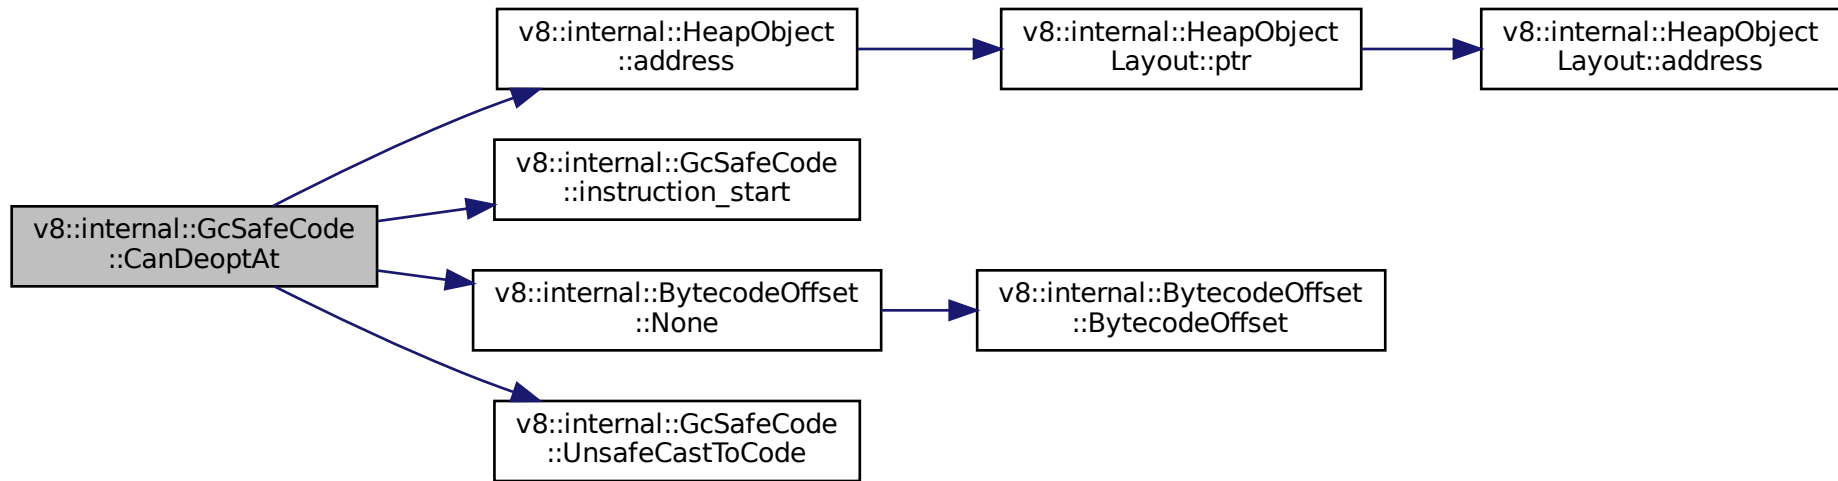 v8::internal::HeapObject
::address
v8::internal::HeapObject
Layout::ptr
v8::internal::HeapObject
Layout::address
v8::internal::GcSafeCode
::instruction_start
v8::internal::GcSafeCode
::CanDeoptAt
v8::internal::BytecodeOffset
::None
v8::internal::BytecodeOffset
::BytecodeOffset
v8::internal::GcSafeCode
::UnsafeCastToCode